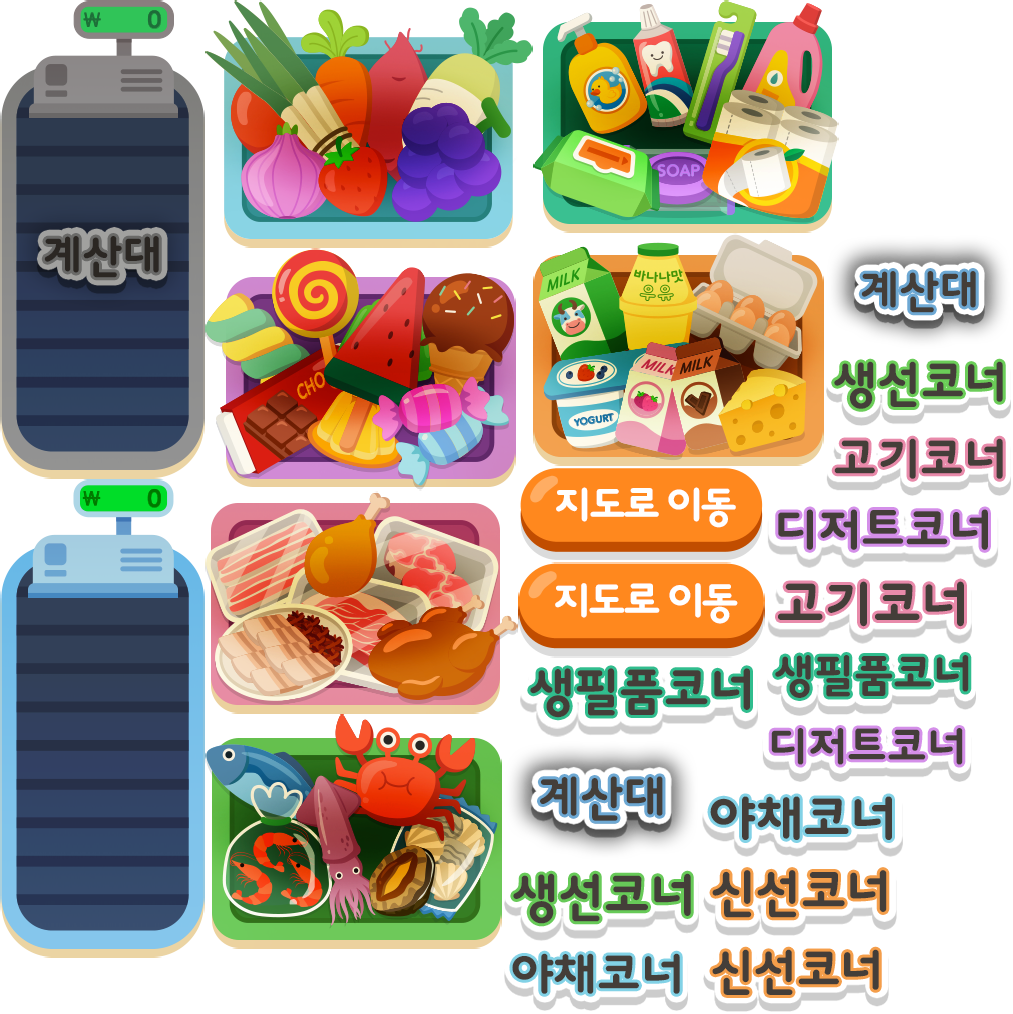 ₩ 0
계산대
SOAP
MILK
바나나맛
우유
계산대
CHO
MILK
MILK
YOGURT
생선코너
고기코너
지도로 이동
디저트코너
₩ 0
지도로 이동
고기코너
생필품코너
생필품코너
디저트코너
계산대
야채코너
생선코너
신선코너
야채코너
신선코너